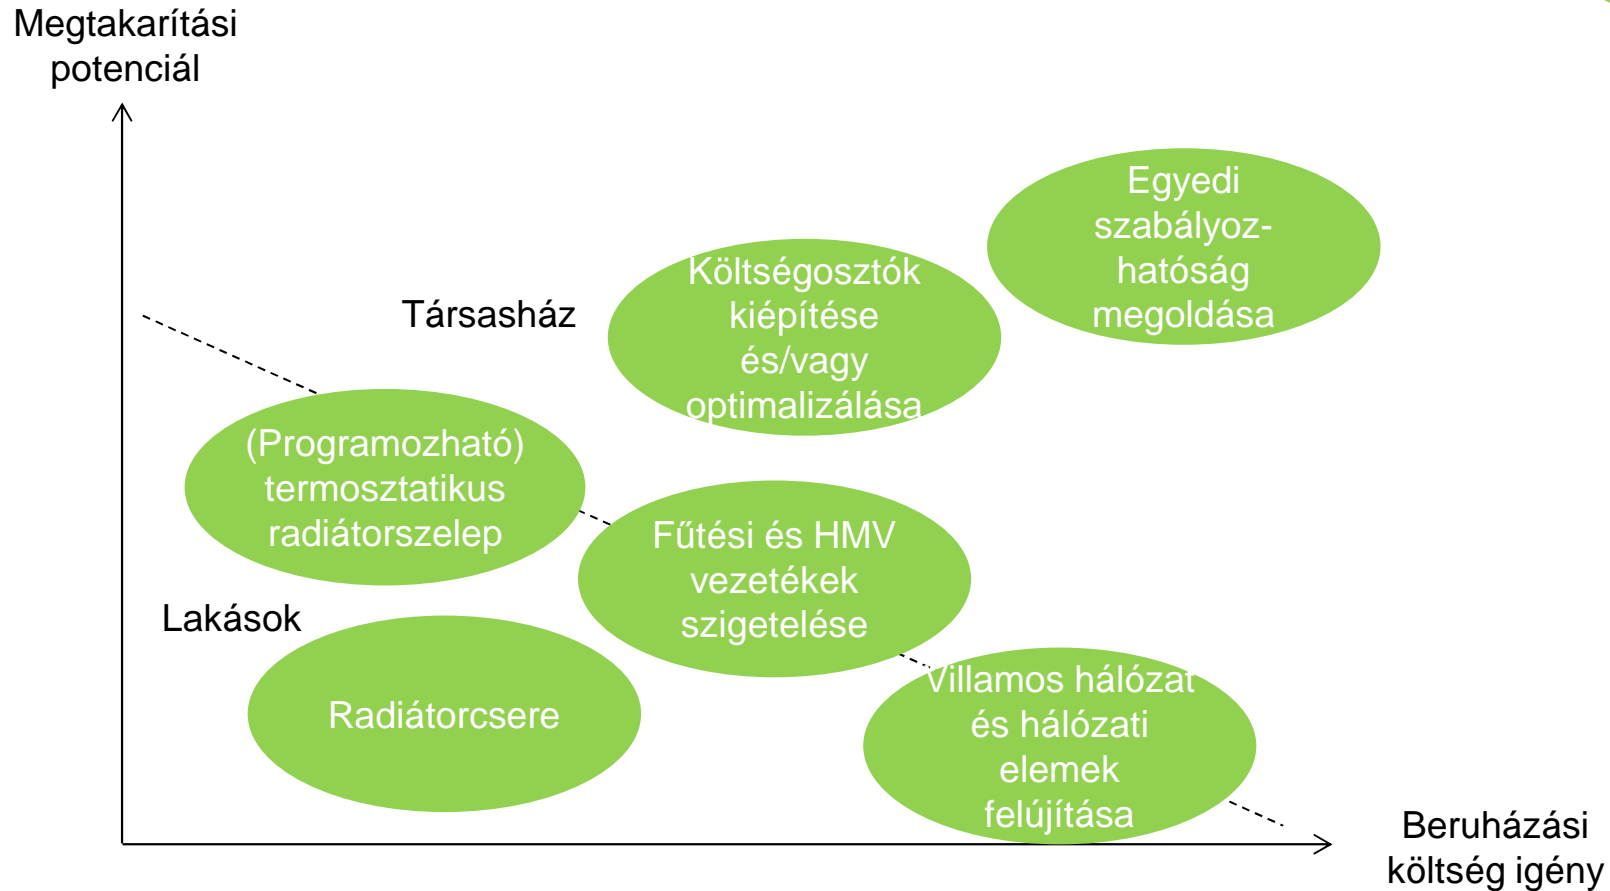 Megtakarítási
potenciál
Egyedi
szabályoz-
hatóság
megoldása
Költségosztók
kiépítése
és/vagy
optimalizálása
Társasház
(Programozható)
termosztatikus
radiátorszelep
Fűtési és HMV
vezetékek
szigetelése
Lakások
Radiátorcsere
Villamos hálózat
és hálózati
elemek
felújítása
Beruházási
költség igény